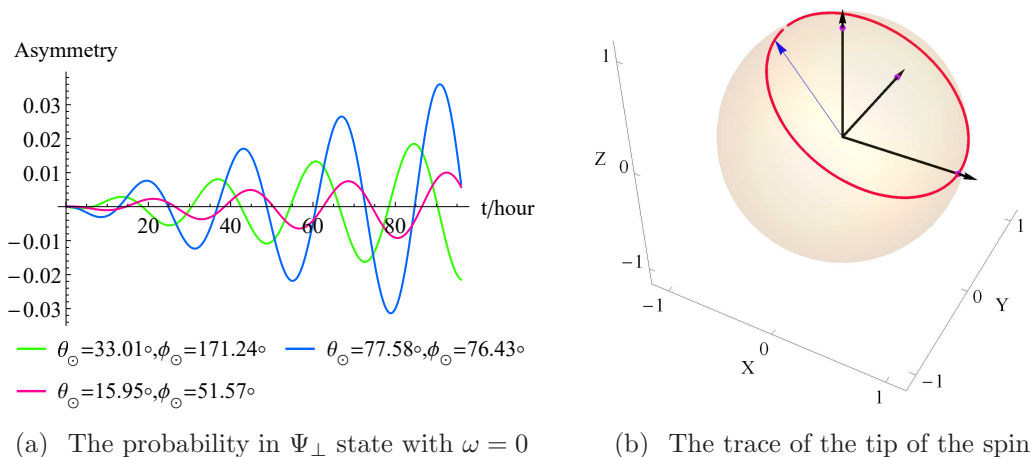 Asymmetry
0.03
0.02
0.01
0
−0.01
−0.02
−0.03
20
40
60
80
t/hour
θ⊙=33.01°,ϕ⊙=171.24°
θ⊙=77.58°,ϕ⊙=76.43°
θ⊙=15.95°,ϕ⊙=51.57°
(a) The probability in Ψ⊥ state with ω = 0
1
Z
0
−1
−1
0
X
1
−1
0
Y
1
(b) The trace of the tip of the spin